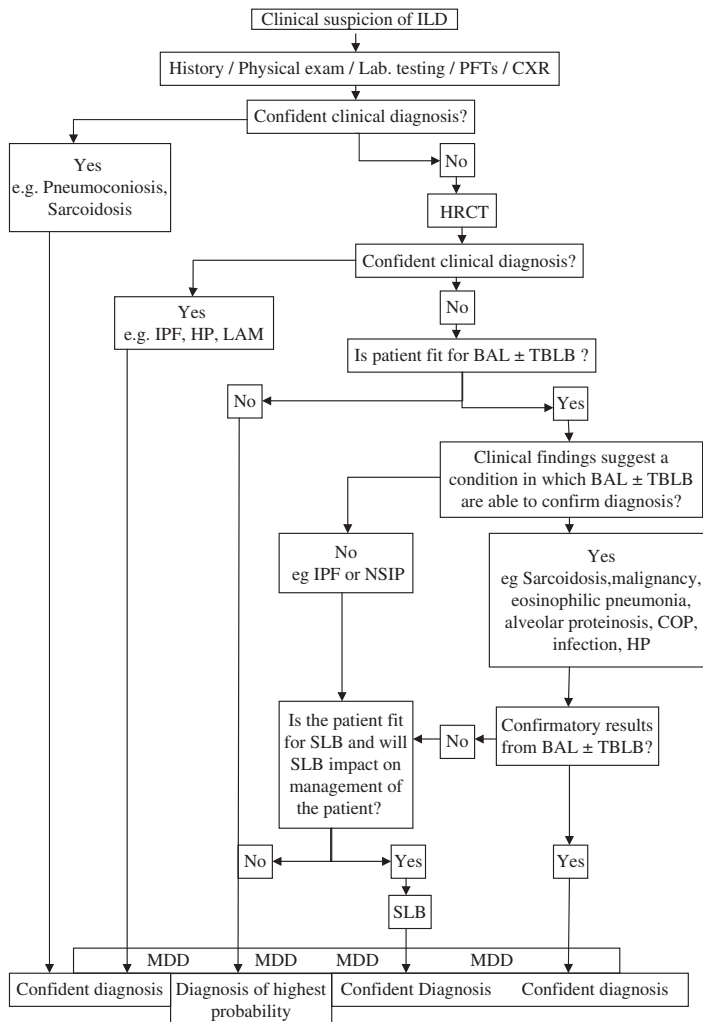 Clinical suspicion of ILD
History / Physical exam / Lab. testing / PFTs / CXR
Confident clinical diagnosis?
Yes
e.g. Pneumoconiosis,
Sarcoidosis
No
HRCT
Confident clinical diagnosis?
Yes
e.g. IPF, HP, LAM
No
Is patient fit for BAL ± TBLB ?
No
Yes
Clinical findings suggest a
condition in which BAL ± TBLB
are able to confirm diagnosis?
No
eg IPF or NSIP
Yes
eg Sarcoidosis,malignancy,
eosinophilic pneumonia,
alveolar proteinosis, COP,
infection, HP
Is the patient fit
for SLB and will
SLB impact on
management of
the patient?
No
Confirmatory results
from BAL ± TBLB?
No
Yes
Yes
SLB
MDD MDD MDD MDD
Confident diagnosis
Diagnosis of highest
probability
Confident Diagnosis
Confident diagnosis